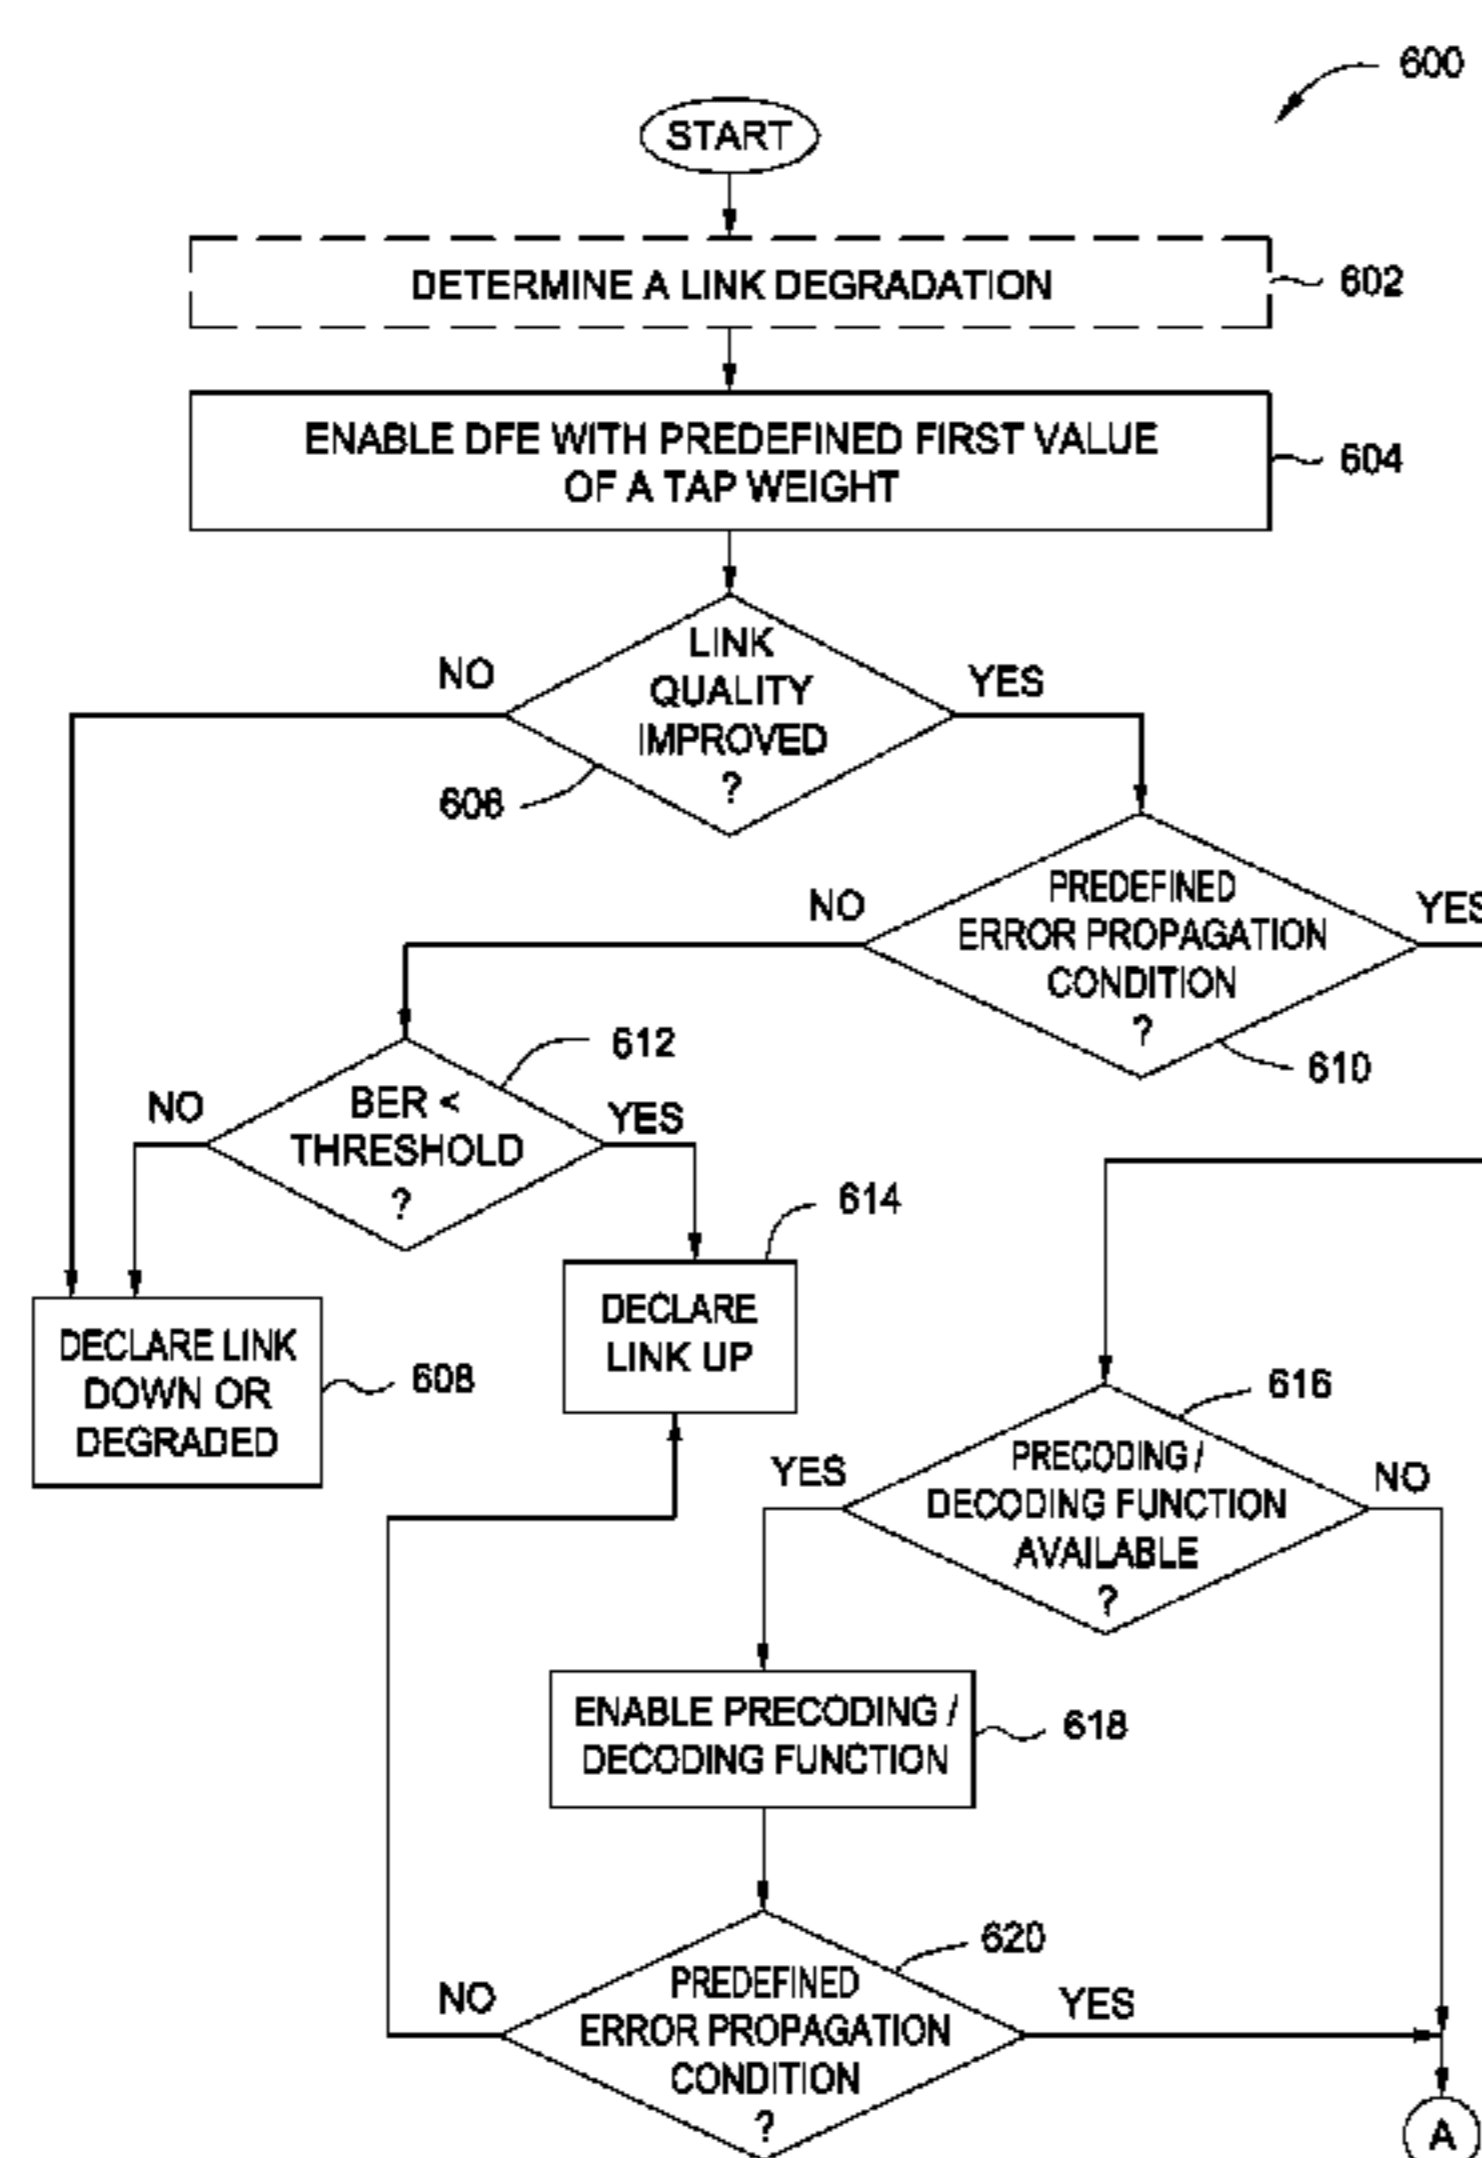 600
START
DETERMINE A LINK DEGRADATION
602
ENABLE DFE WITH PREDEFINED FIRST VALUE
OF A TAP WEIGHT
604
LINK
QUALITY
IMPROVED
?
NO
YES
606
PREDEFINED
ERROR PROPAGATION
CONDITION
?
NO
YES
610
BER <
THRESHOLD
?
612
NO
YES
614
DECLARE
LINK UP
DECLARE LINK
DOWN OR
DEGRADED
608
616
PRECODING /
DECODING FUNCTION
AVAILABLE
?
YES
NO
ENABLE PRECODING /
DECODING FUNCTION
618
620
PREDEFINED
ERROR PROPAGATION
CONDITION
?
NO
YES
A